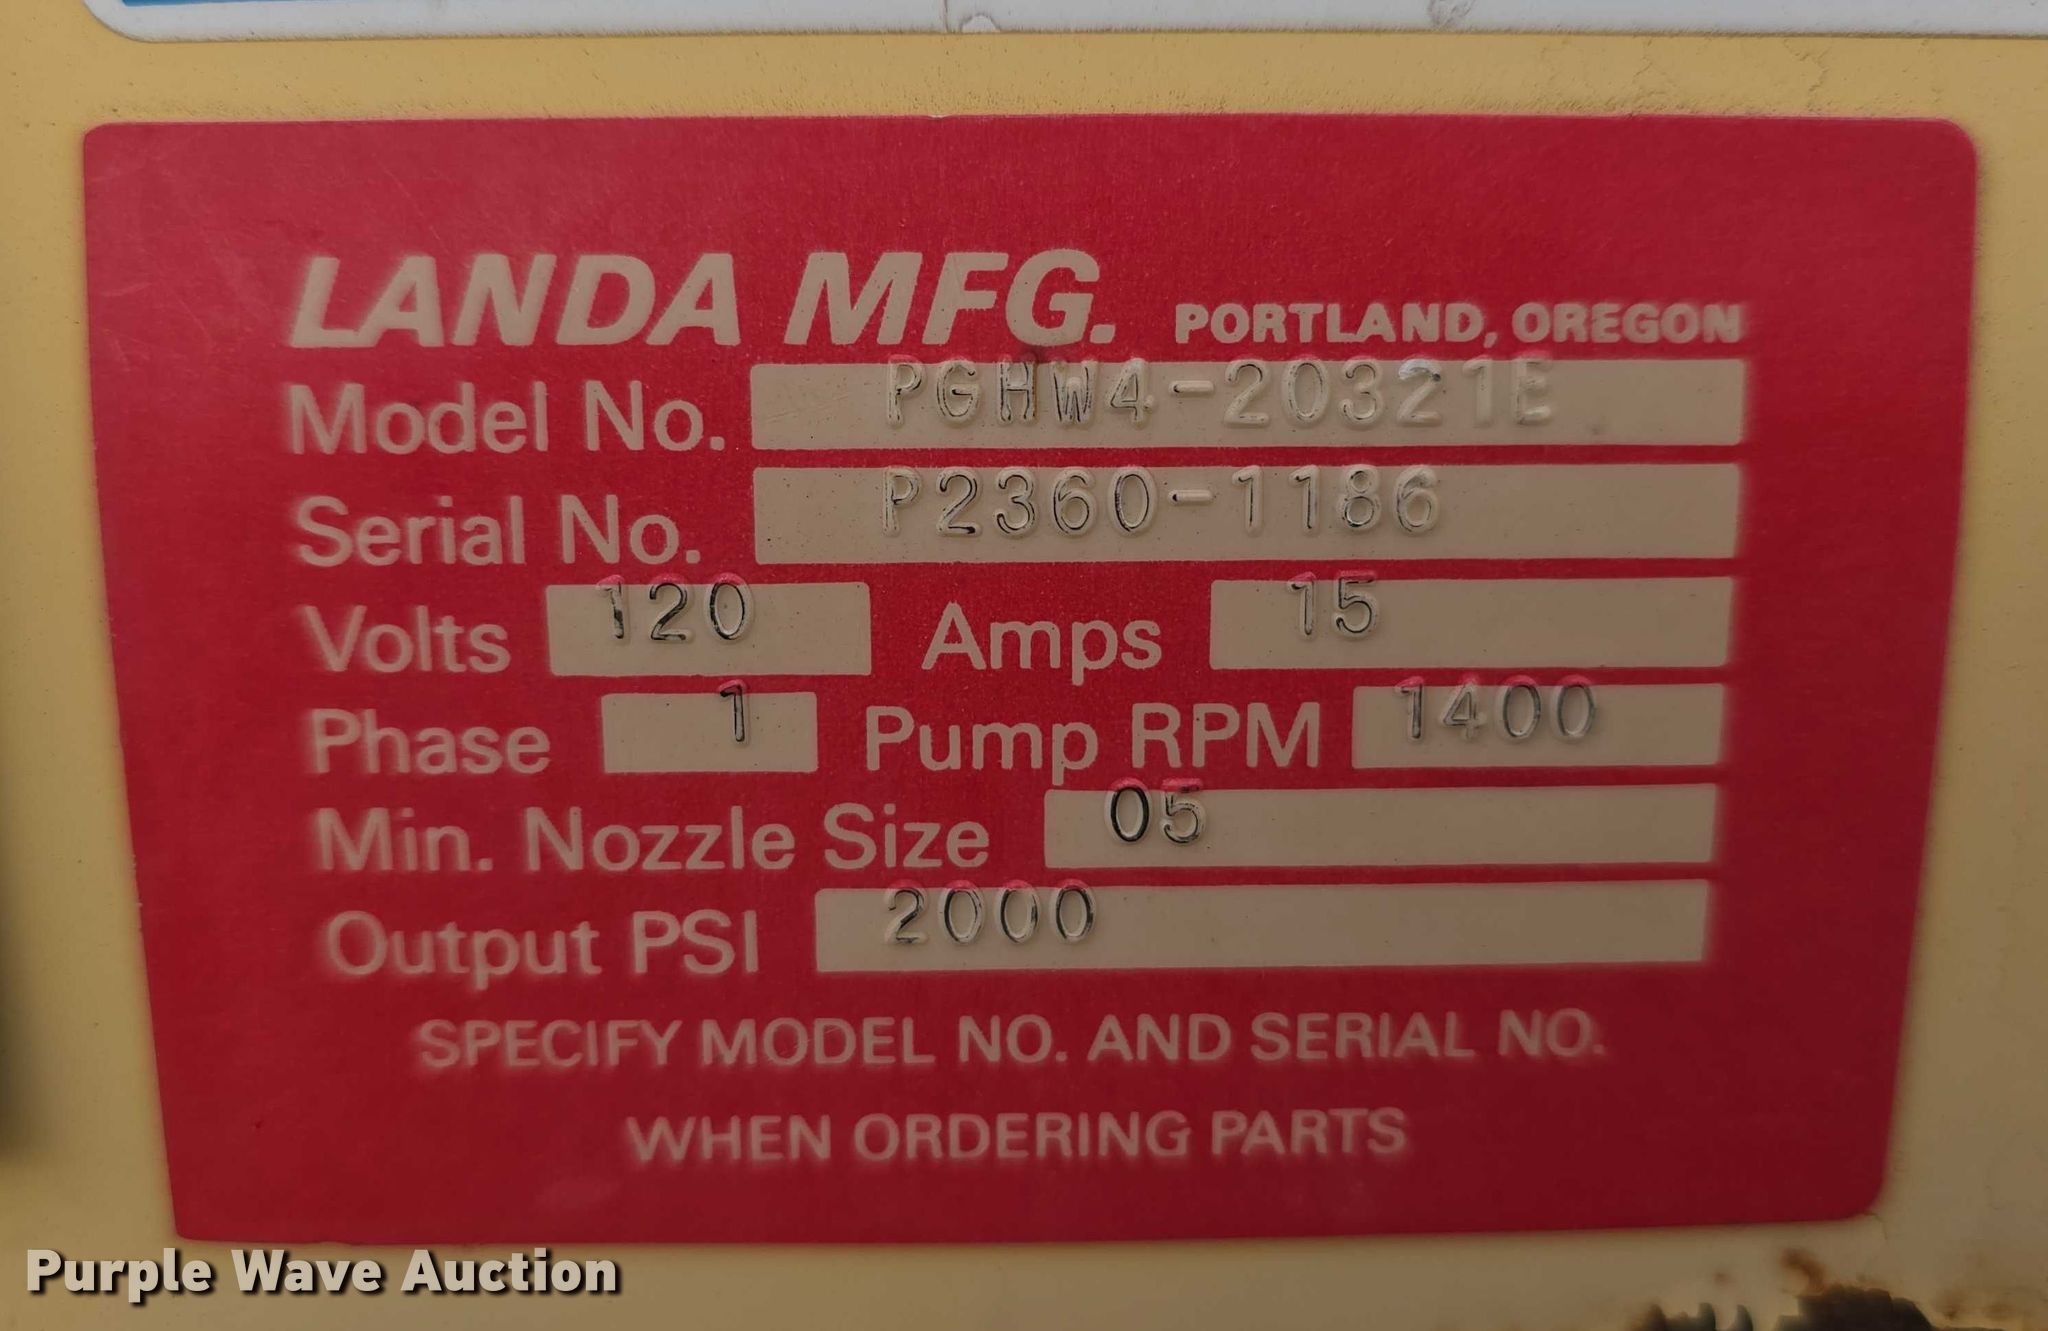 LANDA MFG. PORTLAND, OREGON
Model No. PGHW4-20321E
Serial No. P2360-1186
Volts 120 Amps 15
Phase 1 Pump RPM 1400
Min. Nozzle Size 05
Output PSI 2000
SPECIFY MODEL NO. AND SERIAL NO.
WHEN ORDERING PARTS
Purple Wave Auction